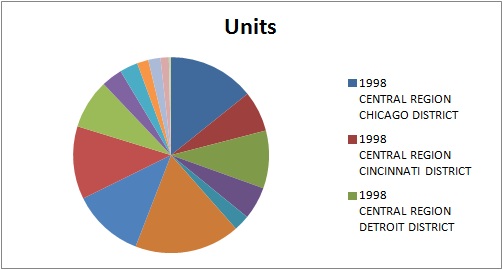 Units
1998
CENTRAL REGION
CHICAGO DISTRICT
1998
CENTRAL REGION
CINCINNATI DISTRICT
1998
CENTRAL REGION
DETROIT DISTRICT